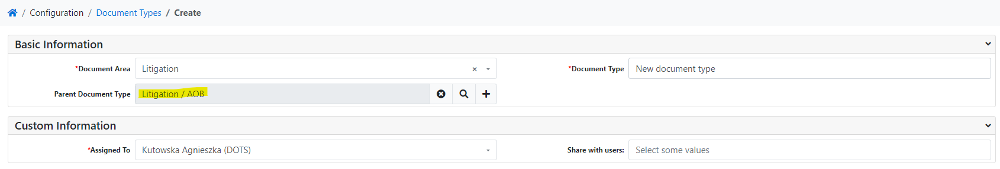 / Configuration / Document Types / Create
Basic Information
*Document Area Litigation × *Document Type New document type
Parent Document Type Litigation / AOB
Custom Information
*Assigned To Kutowska Agnieszka (DOTS) Share with users: Select some values